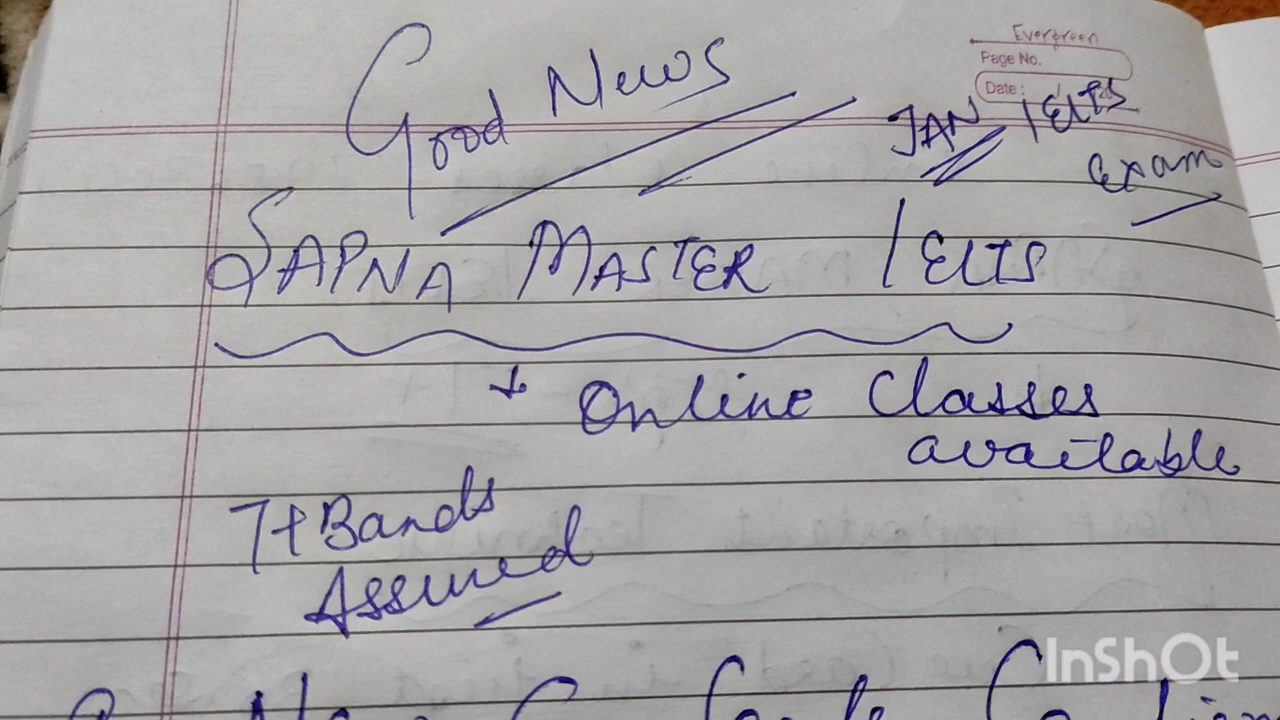 Evergreen
Page No.
Date :
Good News
JAN IELTS
Exam
SAPNA MASTER IELTS
+ Online Classes
available
7+ Bands
Assured
InShOt